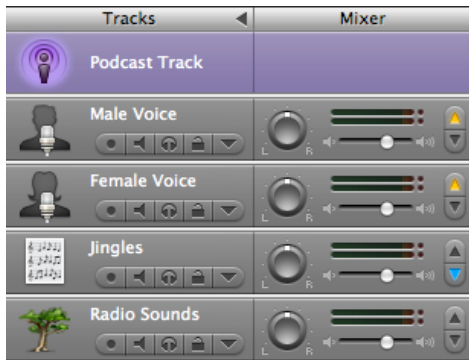 Tracks Mixer
Podcast Track
Male Voice
L R
Female Voice
L R
Jingles
L R
Radio Sounds
L R